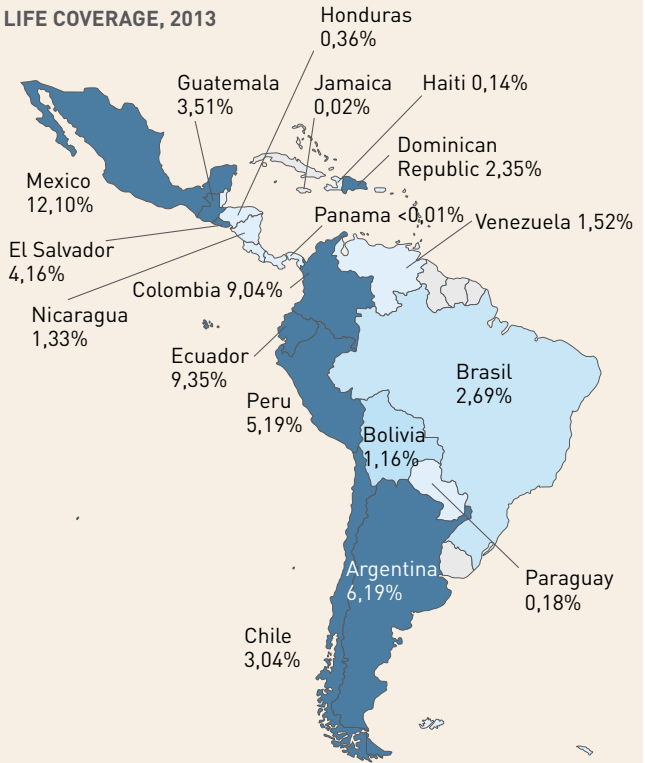 LIFE COVERAGE, 2013
Honduras
0,36%
Guatemala
3,51%
Jamaica
0,02%
Haiti 0,14%
Dominican
Republic 2,35%
Mexico
12,10%
Panama <0,01%
Venezuela 1,52%
El Salvador
4,16%
Colombia 9,04%
Nicaragua
1,33%
Ecuador
9,35%
Brasil
2,69%
Peru
5,19%
Bolivia
1,16%
Argentina
6,19%
Paraguay
0,18%
Chile
3,04%